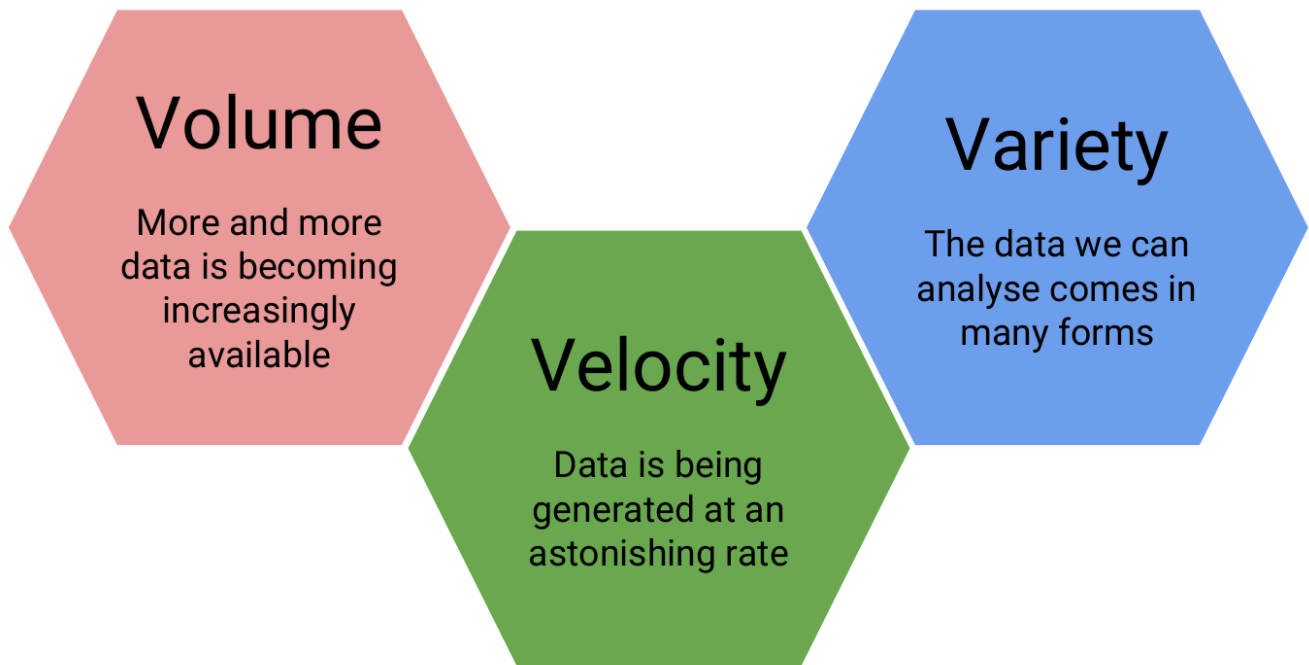 Volume
More and more
data is becoming
increasingly
available
Velocity
Data is being
generated at an
astonishing rate
Variety
The data we can
analyse comes in
many forms